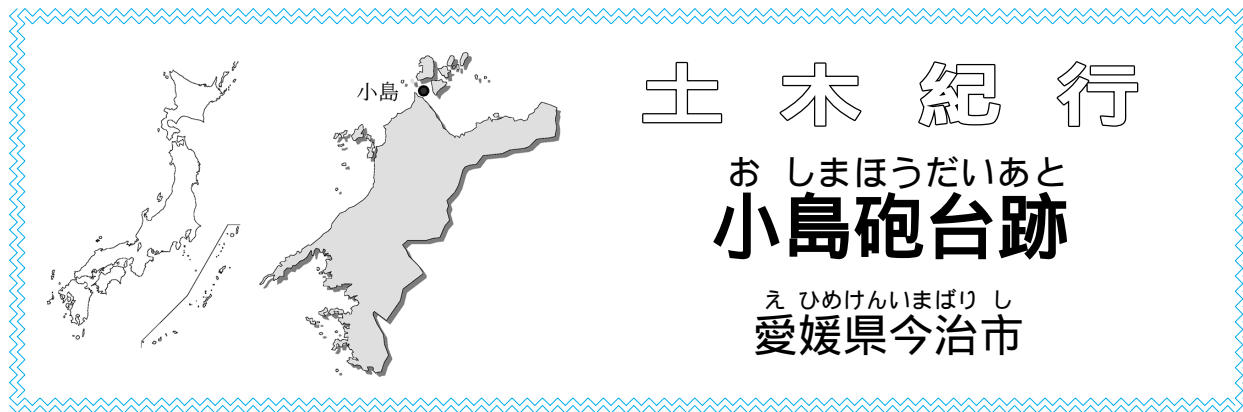 小島
土木紀行
お しまほうだいあと
小島砲台跡
え ひめけんいまばり し
愛媛県今治市